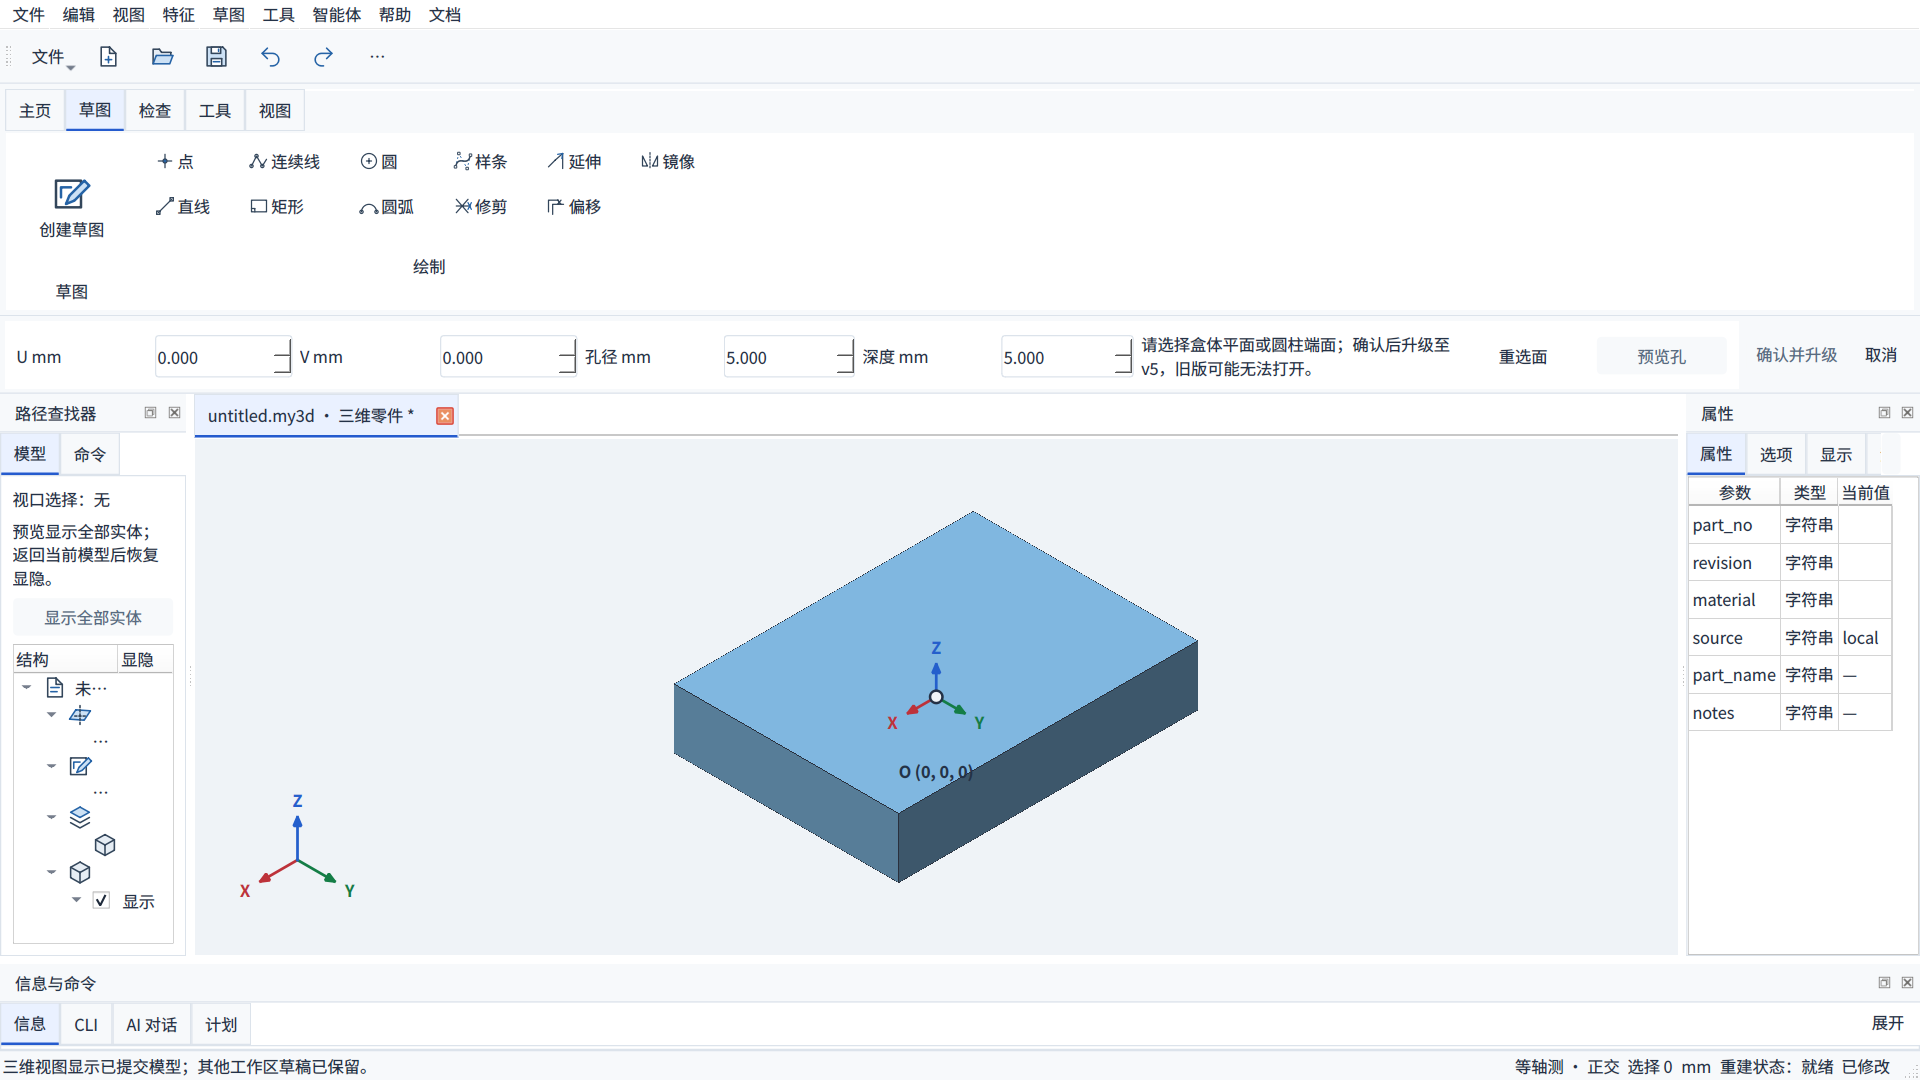 文件 编辑 视图 特征 草图 工具 智能体 帮助 文档
文件 ...
主页 草图 检查 工具 视图
点 连续线 圆 样条 延伸 镜像
直线 矩形 圆弧 修剪 偏移
创建草图
绘制
草图
U mm 0.000 V mm 0.000 孔径 mm 5.000 深度 mm 5.000
请选择盒体平面或圆柱端面；确认后升级至
v5，旧版可能无法打开。
重选面 预览孔 确认并升级 取消
路径查找器
模型 命令
视口选择：无
预览显示全部实体；
返回当前模型后恢复
显隐。
显示全部实体
结构 显隐
未…
...
...
显示
untitled.my3d · 三维零件 *
Z
X
Y
O (0, 0, 0)
Z
X
Y
属性
属性 选项 显示
参数 类型 当前值
part_no 字符串
revision 字符串
material 字符串
source 字符串 local
part_name 字符串 —
notes 字符串 —
信息与命令
信息 CLI AI 对话 计划
展开
三维视图显示已提交模型；其他工作区草稿已保留。
等轴测 · 正交 选择 0 mm 重建状态：就绪 已修改